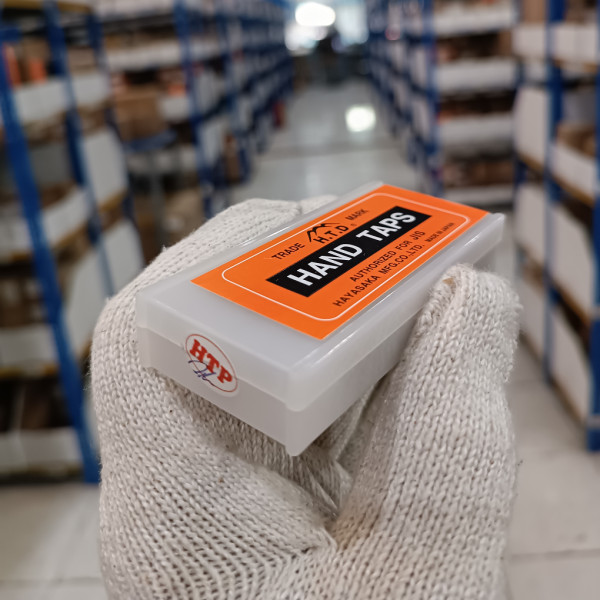 TRADE H.T.D MARK
HAND TAPS
AUTHORIZED FOR JIS
HAYASAKA MFG.CO.,LTD. MADE IN JAPAN
HTP